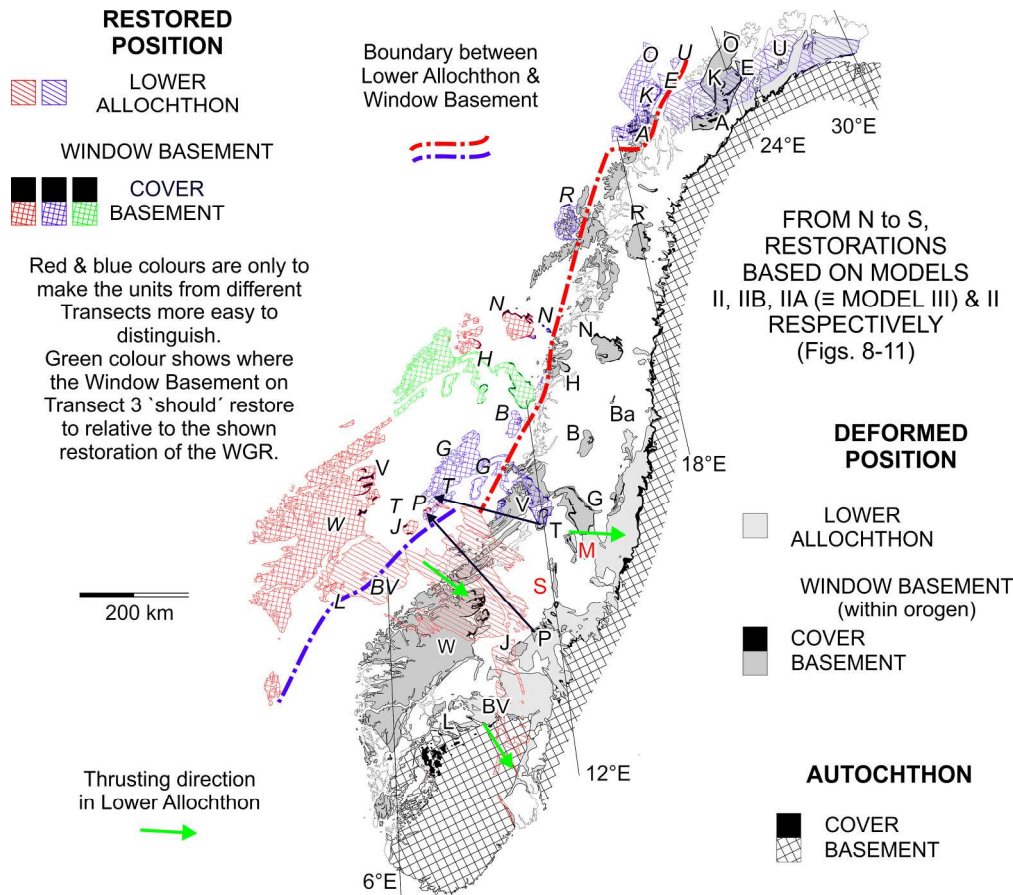 RESTORED
POSITION
LOWER
ALLOCHTHON
WINDOW BASEMENT
COVER
BASEMENT
Red & blue colours are only to
make the units from different
Transects more easy to
distinguish.
Green colour shows where
the Window Basement on
Transect 3 `should´ restore
to relative to the shown
restoration of the WGR.
200 km
Thrusting direction
in Lower Allochthon
Boundary between
Lower Allochthon &
Window Basement
O
U
E
K
A
O
U
E
K
A
30°E
24°E
R
R
N
N
N
H
H
B
B
Ba
18°E
G
G
G
V
V
T
T
T
P
J
W
M
S
L
BV
W
J
P
BV
L
12°E
6°E
FROM N to S,
RESTORATIONS
BASED ON MODELS
II, IIB, IIA (≡ MODEL III) & II
RESPECTIVELY
(Figs. 8-11)
DEFORMED
POSITION
LOWER
ALLOCHTHON
WINDOW BASEMENT
(within orogen)
COVER
BASEMENT
AUTOCHTHON
COVER
BASEMENT